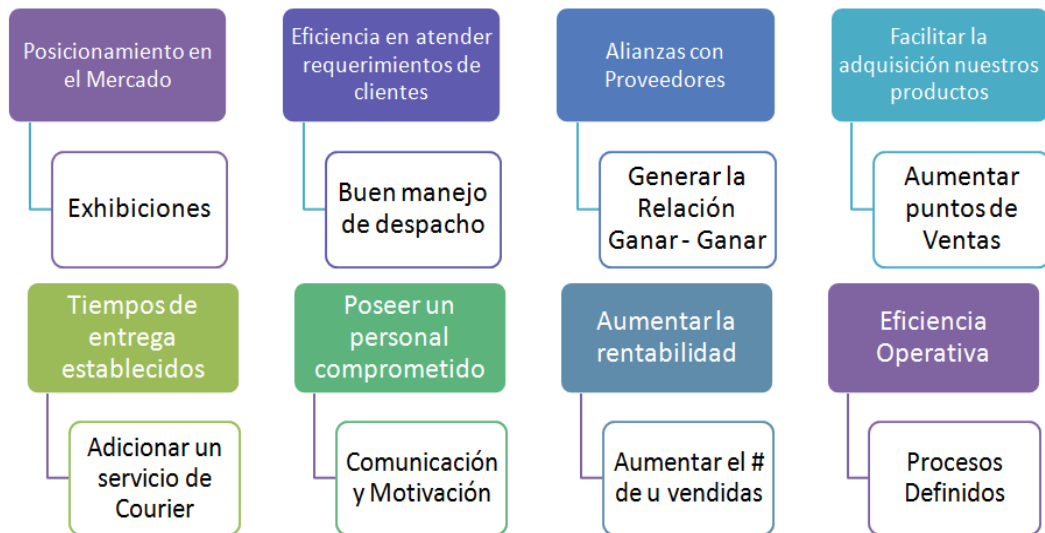 Posicionamiento en
el Mercado
Exhibiciones
Eficiencia en atender
requerimientos de
clientes
Buen manejo
de despacho
Alianzas con
Proveedores
Generar la
Relación
Ganar - Ganar
Facilitar la
adquisición nuestros
productos
Aumentar
puntos de
Ventas
Tiempos de
entrega
establecidos
Adicionar un
servicio de
Courier
Poseer un
personal
comprometido
Comunicación
y Motivación
Aumentar la
rentabilidad
Aumentar el #
de u vendidas
Eficiencia
Operativa
Procesos
Definidos